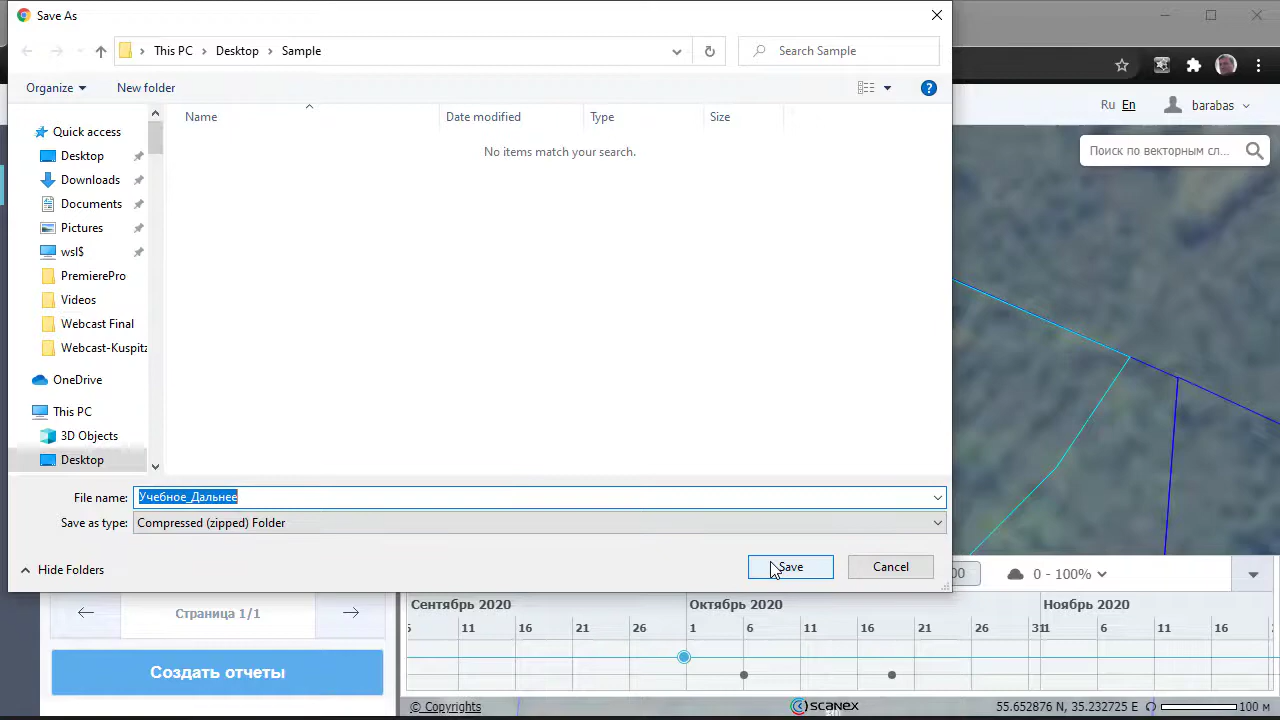 Save As
This PC > Desktop > Sample
Search Sample
Organize
New folder
Ru En
barabas
Name
Date modified
Type
Size
Поиск по векторным сл...
No items match your search.
Quick access
Desktop
Downloads
Documents
Pictures
wsl$
PremierePro
Videos
Webcast Final
Webcast-Kuspitz
OneDrive
This PC
3D Objects
Desktop
File name: Учебное_Дальнее
Save as type: Compressed (zipped) Folder
Hide Folders
Save
Cancel
00
0 - 100%
Страница 1/1
Сентябрь 2020
Октябрь 2020
Ноябрь 2020
11 16 21 26 1 6 11 16 21 26 31 6 11 16
Создать отчеты
© Copyrights
scanex
55.652876 N, 35.232725 E
100 м